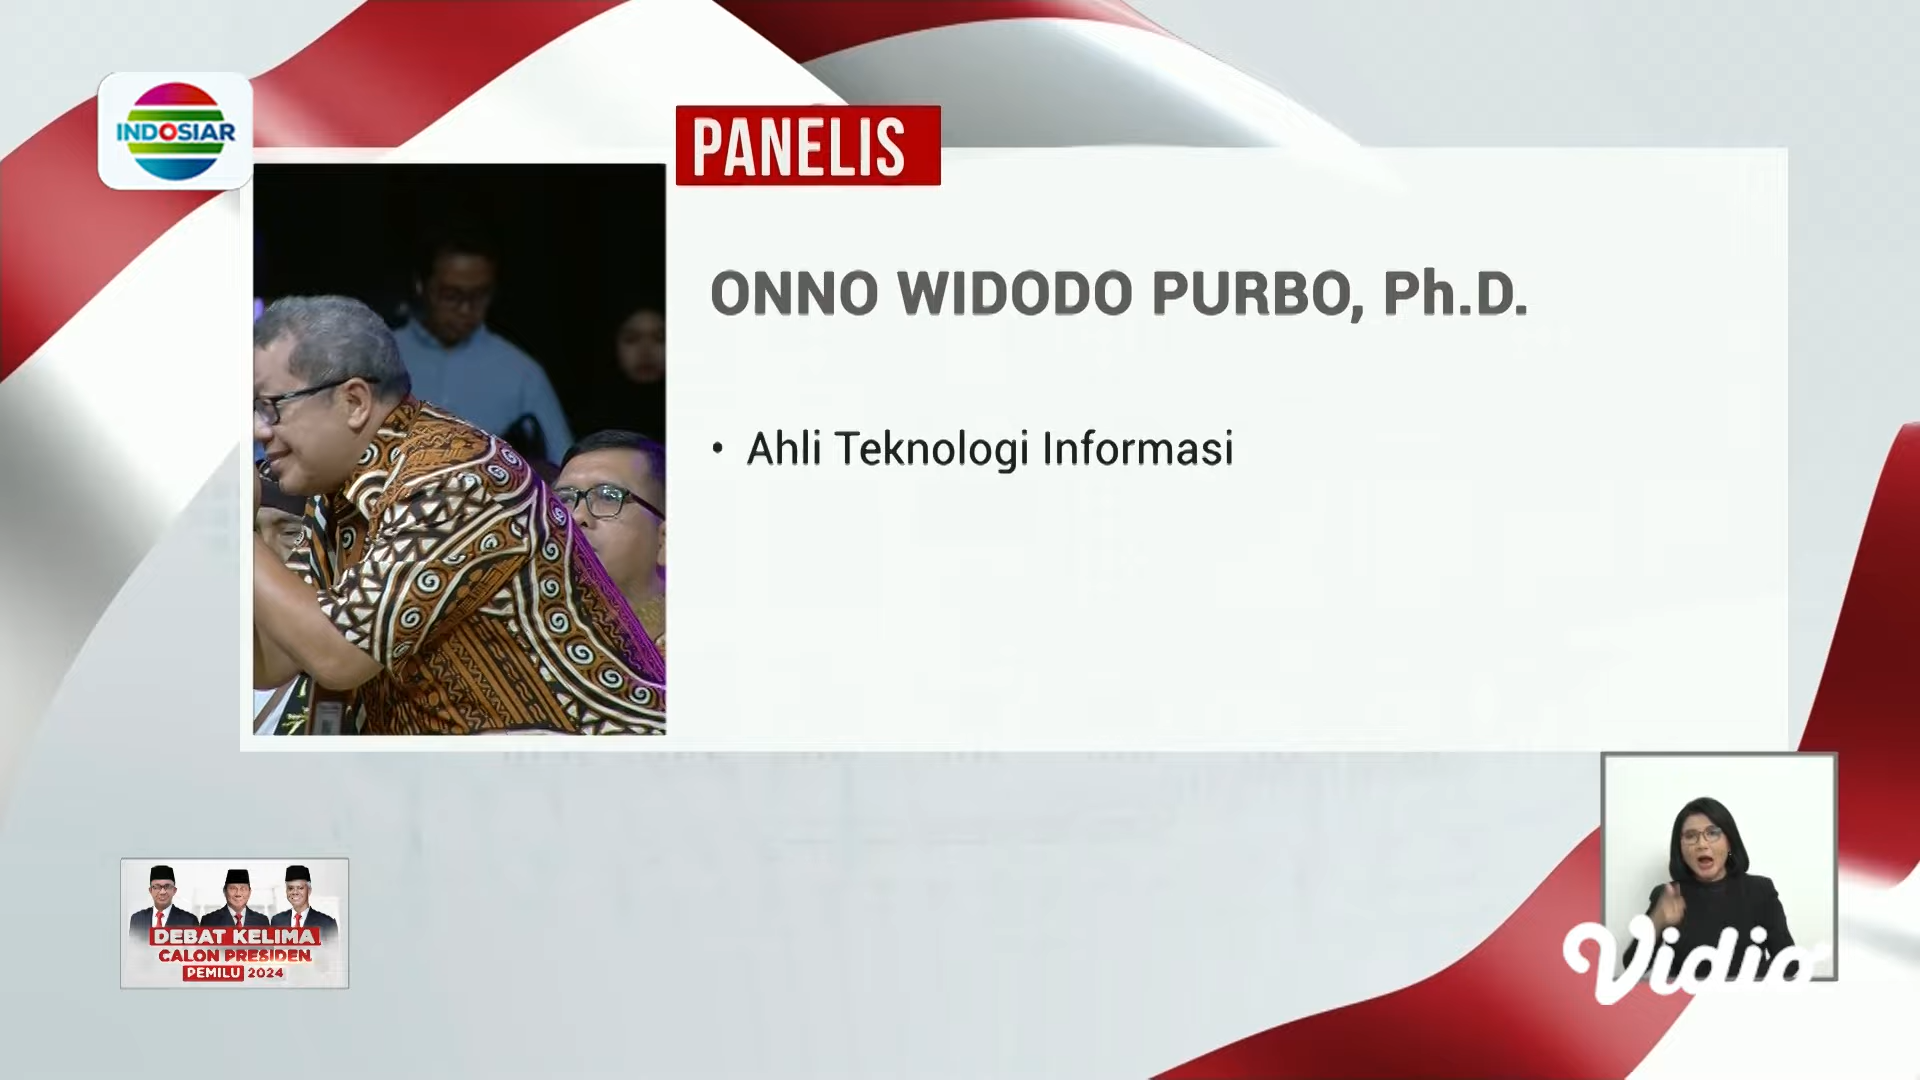 INDOSIAR
PANELIS
ONNO WIDODO PURBO, Ph.D.
• Ahli Teknologi Informasi
DEBAT KELIMA
CALON PRESIDEN
PEMILU 2024
Vidio